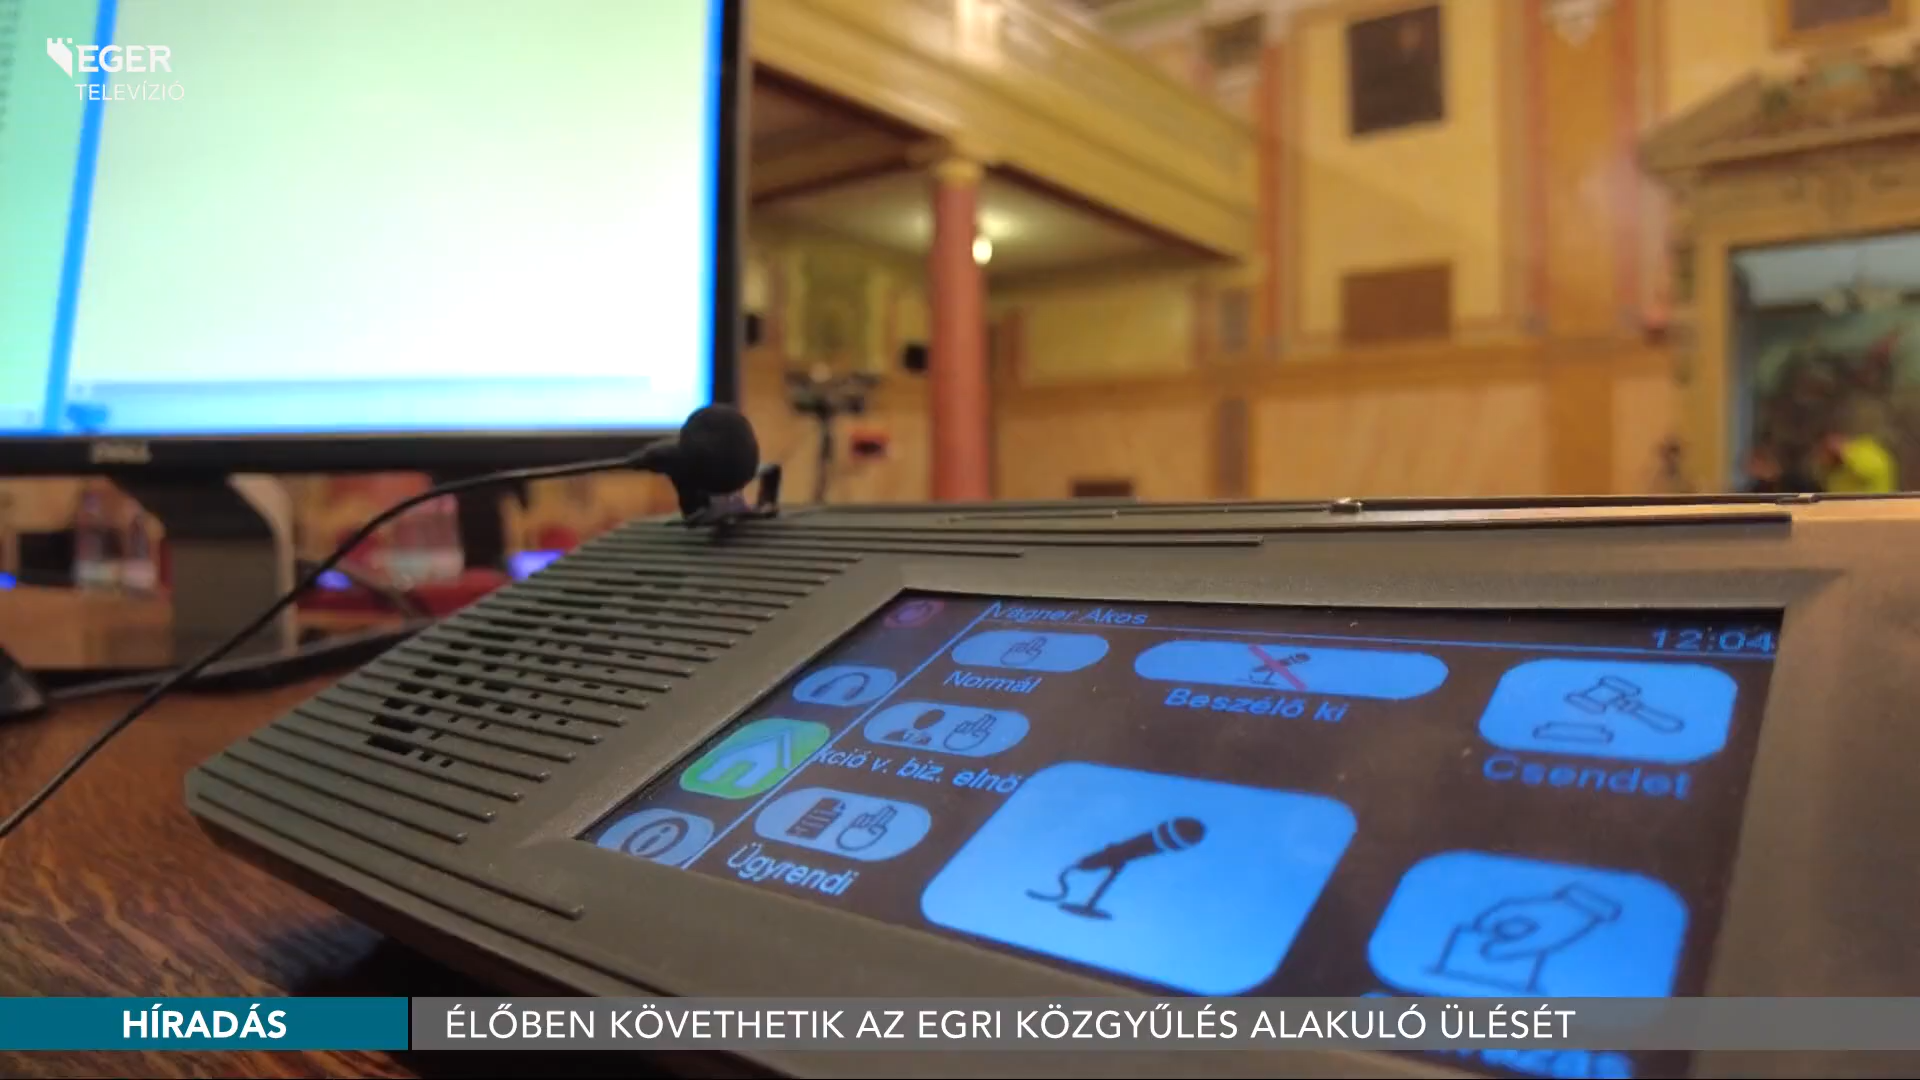 EGER
TELEVÍZIÓ
DELL
Vágner Ákos
12:04
Normál
Beszélő ki
Csendet
kció v. biz. elnö
Ügyrendi
HÍRADÁS
ÉLŐBEN KÖVETHETIK AZ EGRI KÖZGYŰLÉS ALAKULÓ ÜLÉSÉT